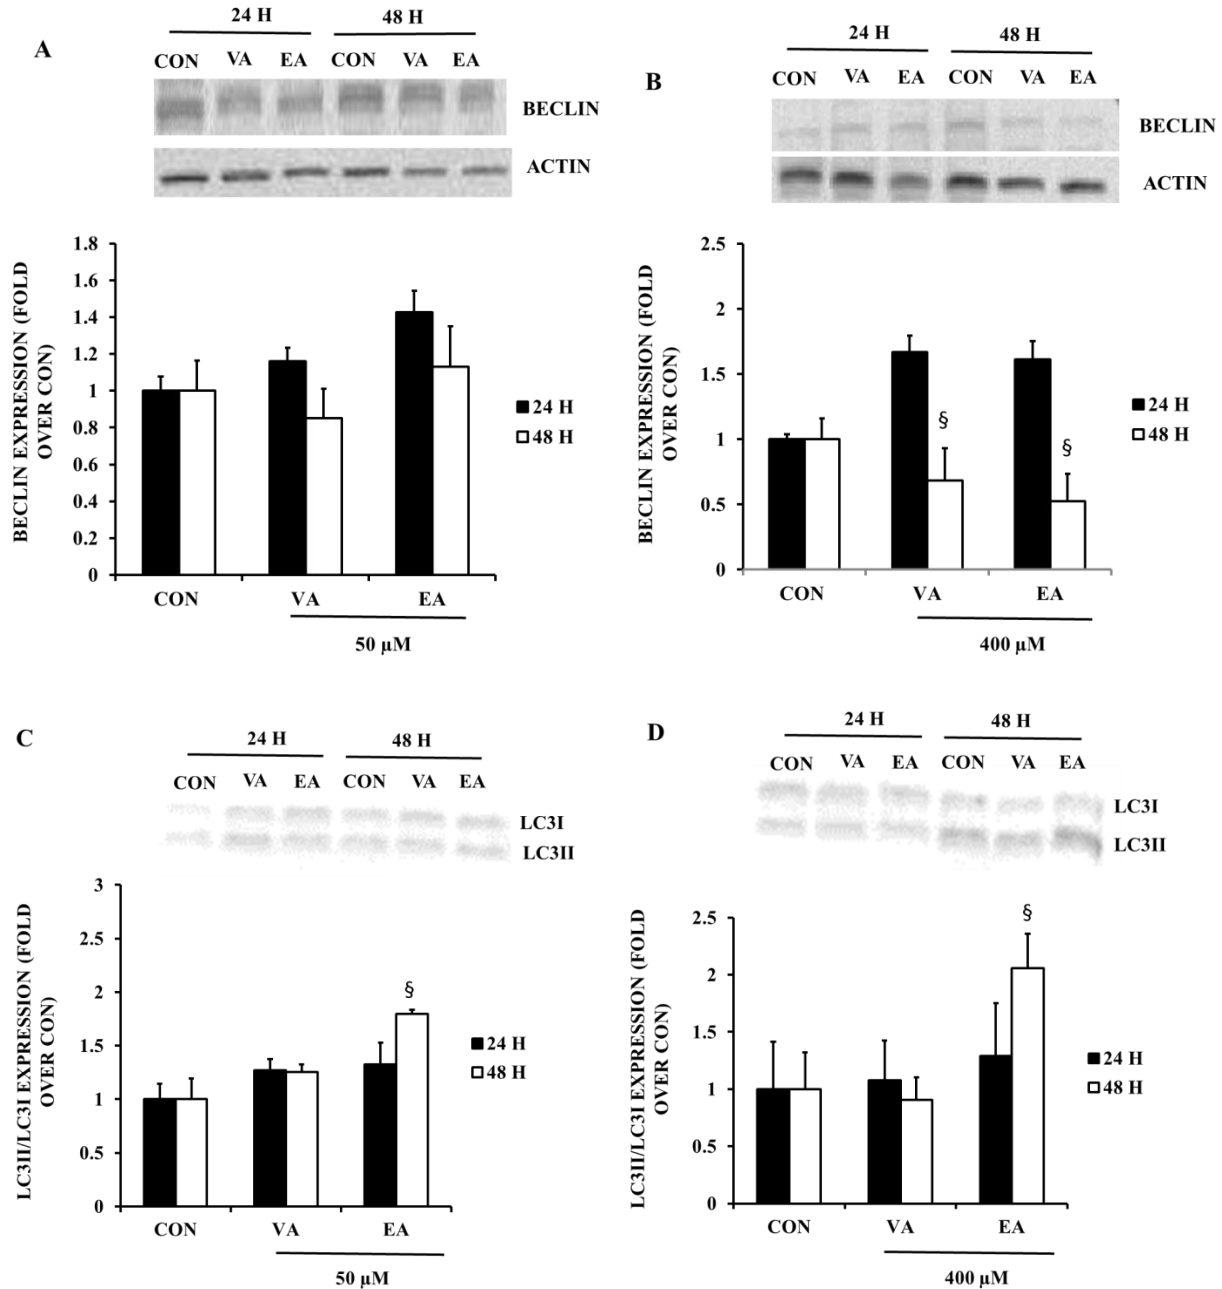 A
24 H
48 H
CON VA EA CON VA EA
BECLIN
ACTIN
BECLIN EXPRESSION (FOLD
OVER CON)
1.8
1.6
1.4
1.2
1
0.8
0.6
0.4
0.2
0
24 H
48 H
CON VA EA
50 µM
B
24 H
48 H
CON VA EA CON VA EA
BECLIN
ACTIN
BECLIN EXPRESSION (FOLD
OVER CON)
2.5
2
1.5
1
0.5
0
§
§
24 H
48 H
CON VA EA
400 µM
C
24 H
48 H
CON VA EA CON VA EA
LC3I
LC3II
LC3II/LC3I EXPRESSION (FOLD
OVER CON)
3
2.5
2
1.5
1
0.5
0
§
24 H
48 H
CON VA EA
50 µM
D
24 H
48 H
CON VA EA CON VA EA
LC3I
LC3II
LC3II/LC3I EXPRESSION (FOLD
OVER CON)
2.5
2
1.5
1
0.5
0
§
24 H
48 H
CON VA EA
400 µM